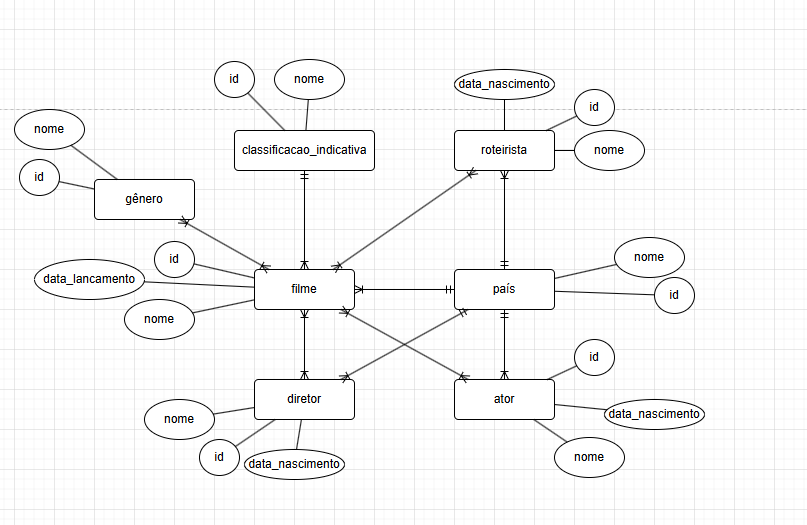 data_nascimento
id
nome
id
nome
classificacao_indicativa
roteirista
nome
nome
id
gênero
nome
id
data_lancamento
id
nome
filme
país
id
nome
diretor
id
data_nascimento
ator
id
data_nascimento
nome